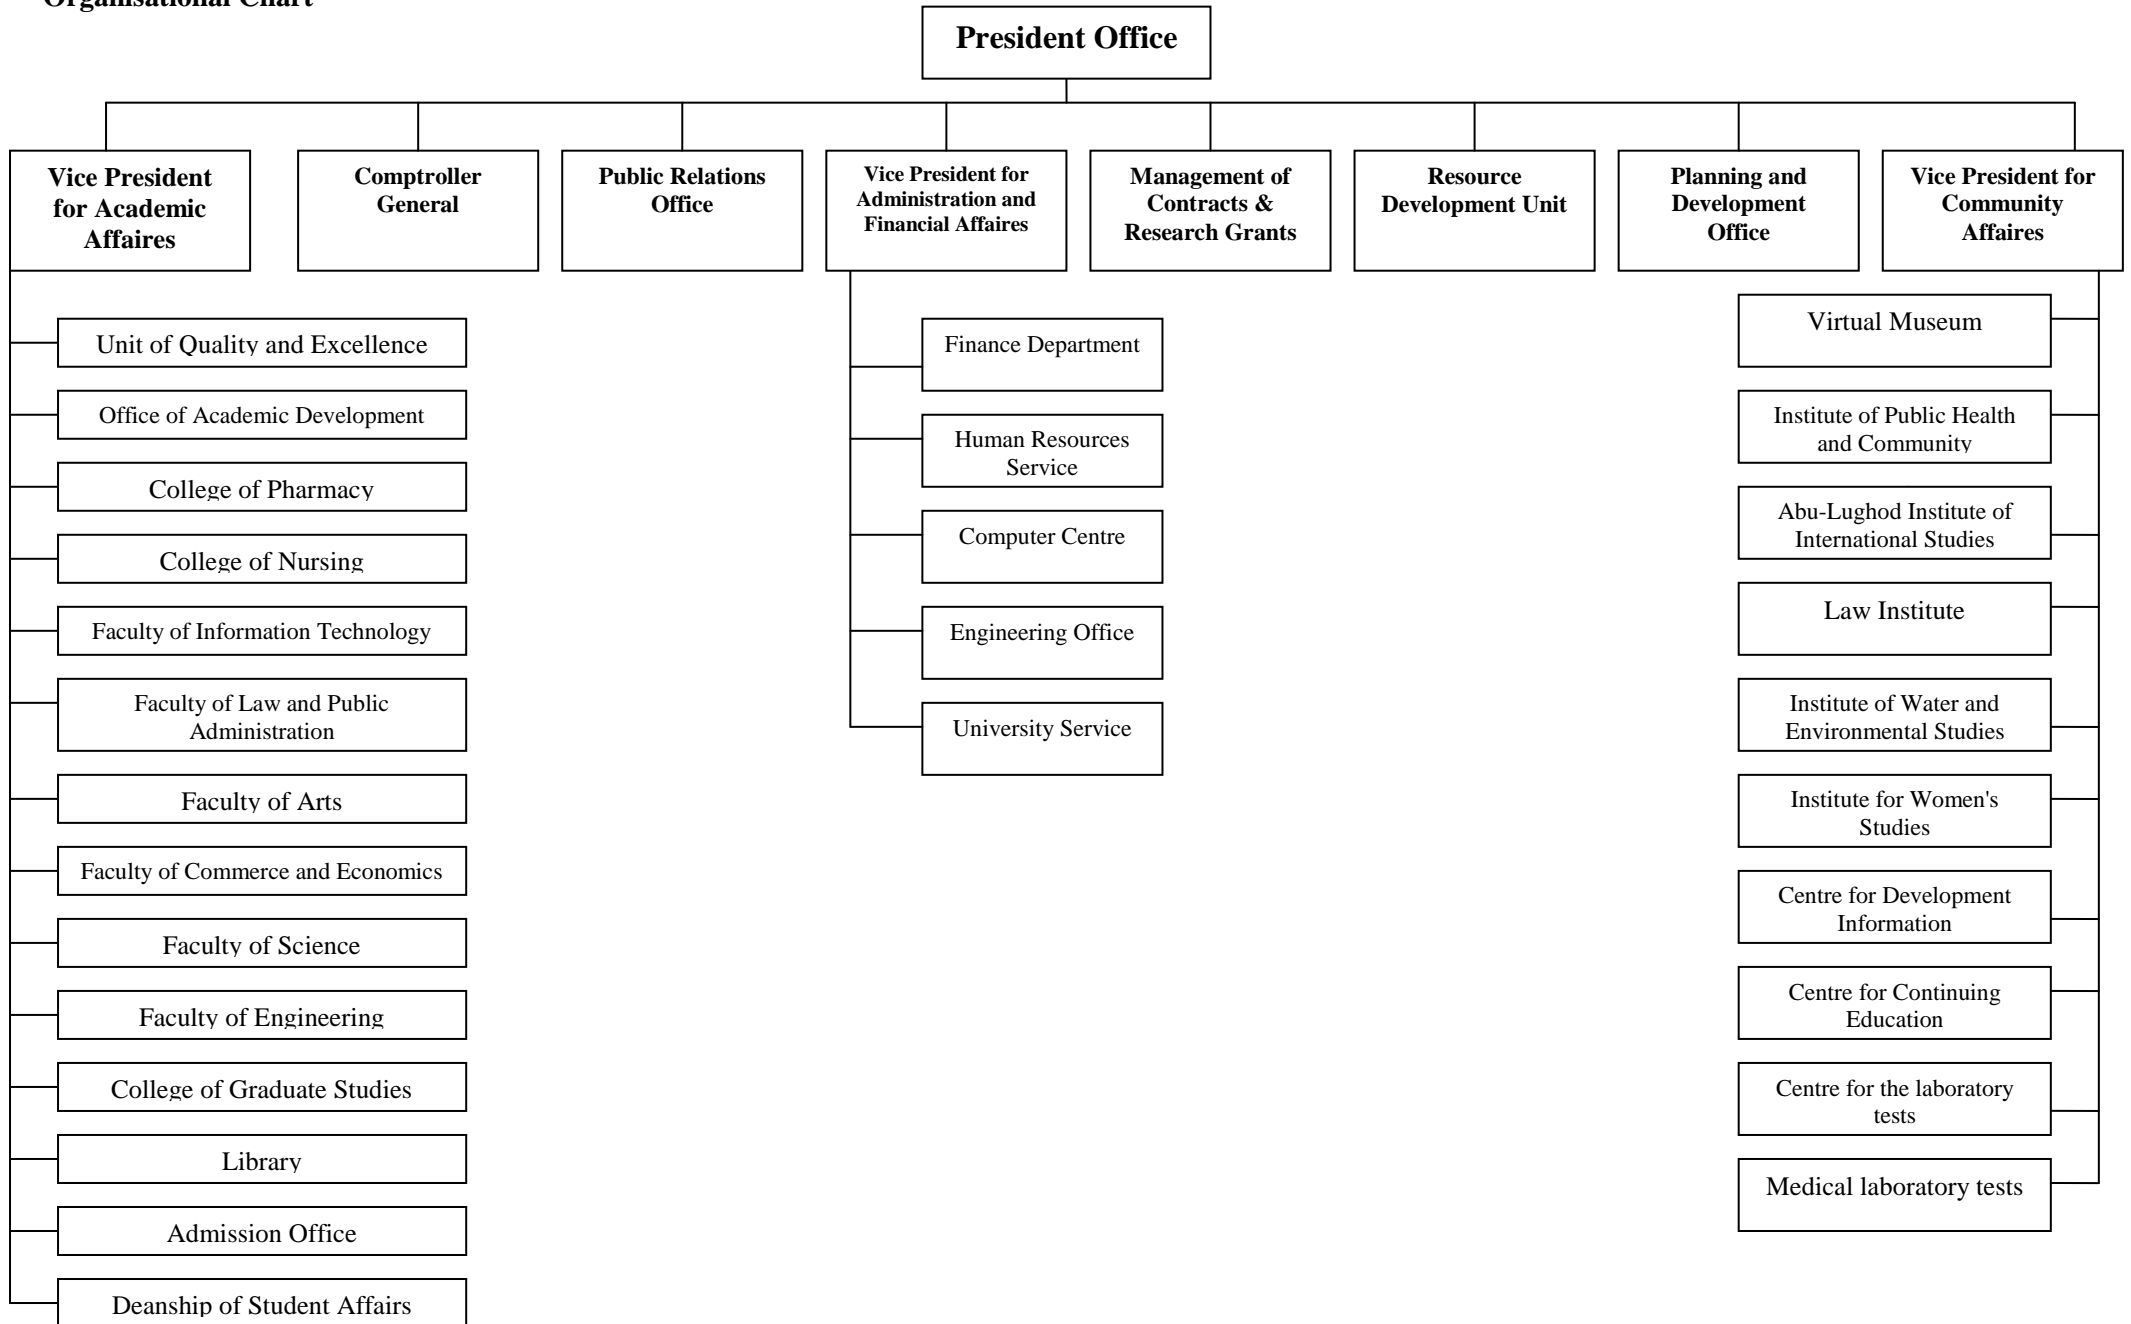 Organisational Chart
President Office
Vice President
for Academic
Affaires
Comptroller
General
Public Relations
Office
Vice President for
Administration and
Financial Affaires
Management of
Contracts &
Research Grants
Resource
Development Unit
Planning and
Development
Office
Vice President for
Community
Affaires
Unit of Quality and Excellence
Office of Academic Development
College of Pharmacy
College of Nursing
Faculty of Information Technology
Faculty of Law and Public
Administration
Faculty of Arts
Faculty of Commerce and Economics
Faculty of Science
Faculty of Engineering
College of Graduate Studies
Library
Admission Office
Deanship of Student Affairs
Finance Department
Human Resources
Service
Computer Centre
Engineering Office
University Service
Virtual Museum
Institute of Public Health
and Community
Abu-Lughod Institute of
International Studies
Law Institute
Institute of Water and
Environmental Studies
Institute for Women's
Studies
Centre for Development
Information
Centre for Continuing
Education
Centre for the laboratory
tests
Medical laboratory tests